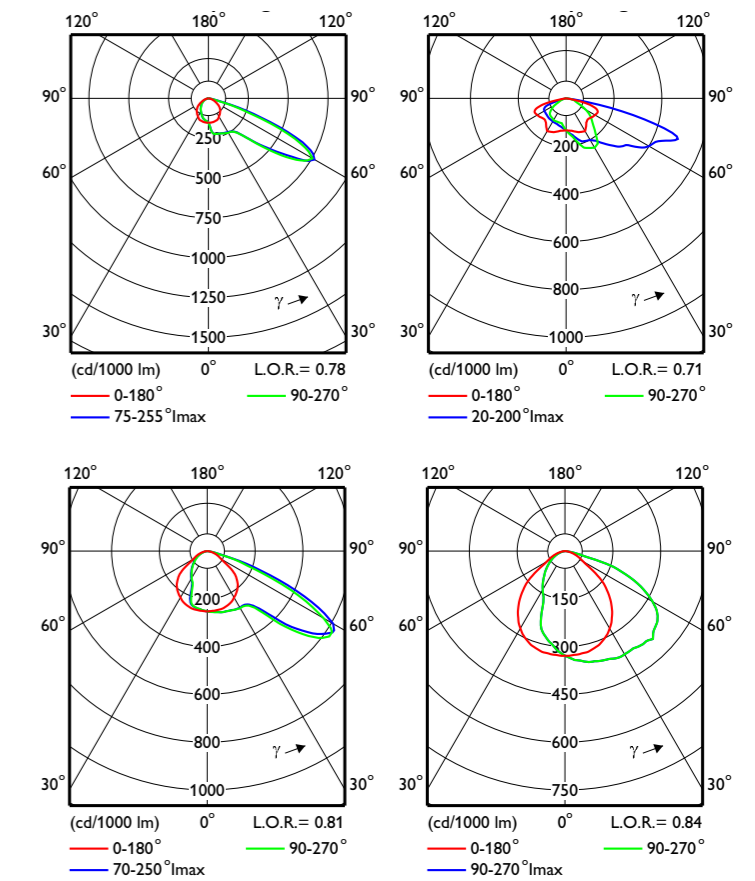 120° 180° 120° 120° 180° 120°
90° 90° 90° 90°
250 200
60° 500 60° 60° 400 60°
750 600
1000
1250 γ 800 γ
30° 1500 30° 30° 1000 30°
(cd/1000 lm) 0° L.O.R.= 0.78 (cd/1000 lm) 0° L.O.R.= 0.71
0-180° 90-270° 0-180° 90-270°
75-255°Imax 20-200°Imax
120° 180° 120° 120° 180° 120°
90° 90° 90° 90°
200 150
60° 60° 60° 60°
400 300
600 450
800 γ 600 γ
30° 1000 30° 30° 750 30°
(cd/1000 lm) 0° L.O.R.= 0.81 (cd/1000 lm) 0° L.O.R.= 0.84
0-180° 90-270° 0-180° 90-270°
70-250°Imax 90-270°Imax